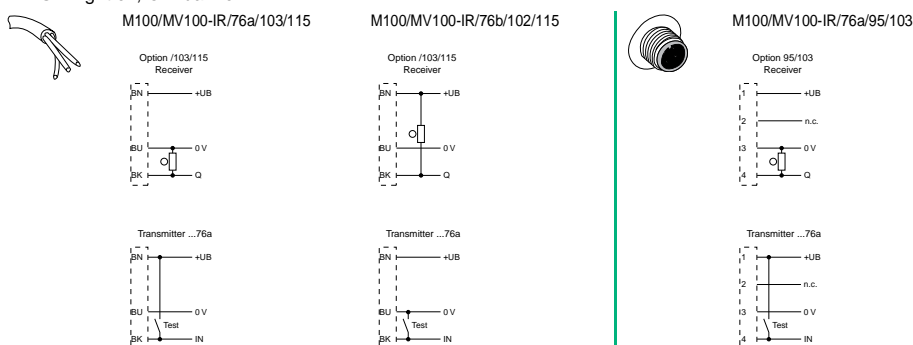 M100/MV100-IR/76a/103/115
Option /103/115
Receiver
BN +UB
BU 0 V
BK Q
Transmitter ...76a
BN +UB
BU 0 V
Test
BK IN
M100/MV100-IR/76b/102/115
Option /103/115
Receiver
BN +UB
BU 0 V
BK Q
Transmitter ...76a
BN +UB
BU 0 V
Test
BK IN
M100/MV100-IR/76a/95/103
Option 95/103
Receiver
1 +UB
2 n.c.
3 0 V
4 Q
Transmitter ...76a
1 +UB
2 n.c.
3 0 V
Test
4 IN